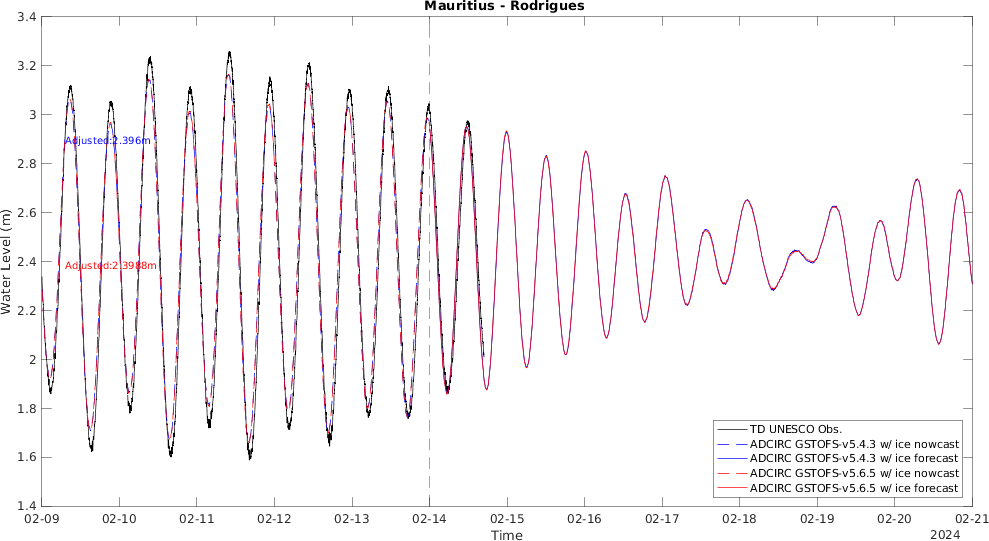 Mauritius - Rodrigues
3.4
3.2
3
2.8
2.6
2.4
2.2
2
1.8
1.6
1.4
Water Level (m)
Adjusted:2.396m
Adjusted:2.3988m
TD UNESCO Obs.
ADCIRC GSTOFS-v5.4.3 w/ ice nowcast
ADCIRC GSTOFS-v5.4.3 w/ ice forecast
ADCIRC GSTOFS-v5.6.5 w/ ice nowcast
ADCIRC GSTOFS-v5.6.5 w/ ice forecast
02-09 02-10 02-11 02-12 02-13 02-14 02-15 02-16 02-17 02-18 02-19 02-20 02-21
Time
2024